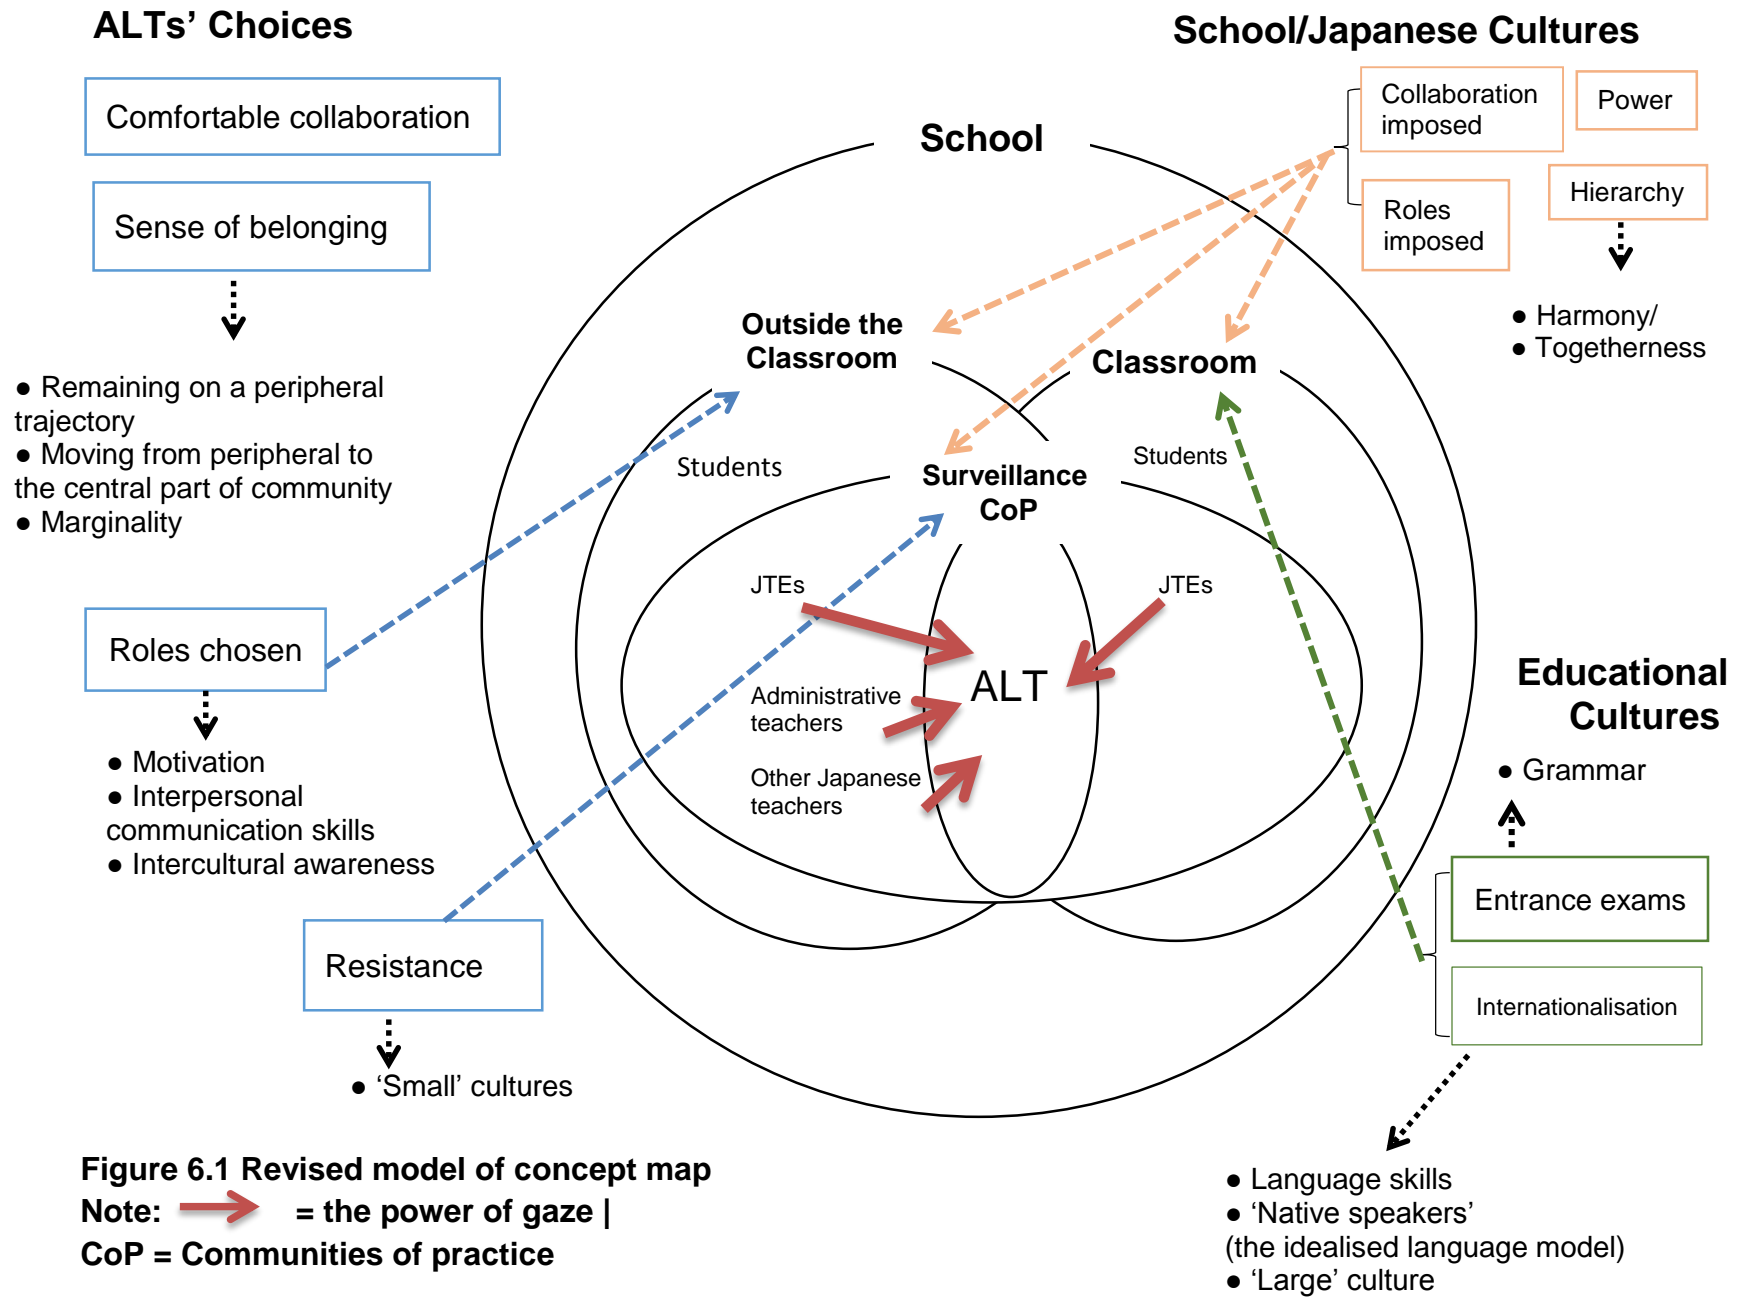 ALTs’ Choices
Comfortable collaboration
Sense of belonging
● Remaining on a peripheral
trajectory
● Moving from peripheral to
the central part of community
● Marginality
Roles chosen
● Motivation
● Interpersonal
communication skills
● Intercultural awareness
Resistance
● ‘Small’ cultures
School
Outside the
Classroom
Classroom
Students
Students
Surveillance
CoP
JTEs
JTEs
ALT
Administrative
teachers
Other Japanese
teachers
School/Japanese Cultures
Collaboration
imposed
Power
Roles
imposed
Hierarchy
● Harmony/
● Togetherness
Educational
Cultures
● Grammar
Entrance exams
Internationalisation
● Language skills
● ‘Native speakers’
(the idealised language model)
● ‘Large’ culture
Figure 6.1 Revised model of concept map
Note: = the power of gaze |
CoP = Communities of practice